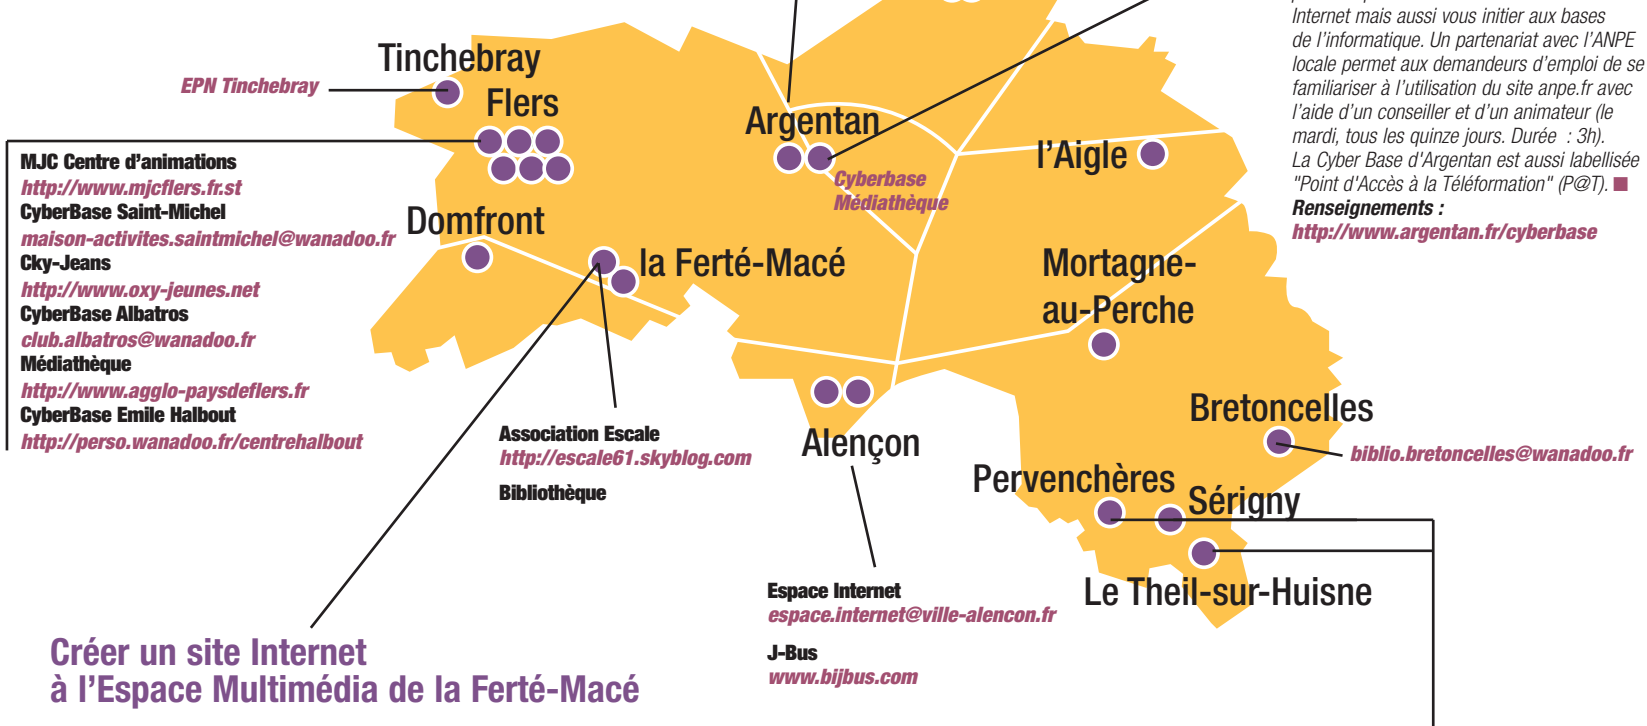 Internet mais aussi vous initier aux bases
de l'informatique. Un partenariat avec l'ANPE
locale permet aux demandeurs d'emploi de se
familiariser à l'utilisation du site anpe.fr avec
l'aide d'un conseiller et d'un animateur (le
mardi, tous les quinze jours. Durée : 3h).
La Cyber Base d'Argentan est aussi labellisée
"Point d'Accès à la Téléformation" (P@T).
Renseignements :
http://www.argentan.fr/cyberbase
Tinchebray
EPN Tinchebray
Flers
MJC Centre d'animations
http://www.mjcflers.fr.st
CyberBase Saint-Michel
maison-activites.saintmichel@wanadoo.fr
Cky-Jeans
http://www.oxy-jeunes.net
CyberBase Albatros
club.albatros@wanadoo.fr
Médiathèque
http://www.agglo-paysdeflers.fr
CyberBase Emile Halbout
http://perso.wanadoo.fr/centrehalbout
Argentan
Cyberbase
Médiathèque
l'Aigle
Domfront
la Ferté-Macé
Mortagne-
au-Perche
Association Escale
http://escale61.skyblog.com
Bibliothèque
Alençon
Bretoncelles
biblio.bretoncelles@wanadoo.fr
Pervenchères
Sérigny
Le Theil-sur-Huisne
Espace Internet
espace.internet@ville-alencon.fr
J-Bus
www.bijbus.com
Créer un site Internet
à l'Espace Multimédia de la Ferté-Macé